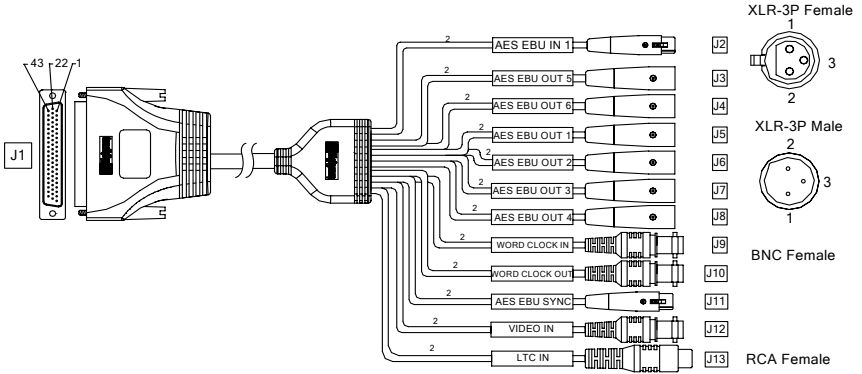 XLR-3P Female
1
2 AES EBU IN 1 J2
3
43 22 1
2 AES EBU OUT 5 J3
2 AES EBU OUT 6 J4
2
XLR-3P Male
2 AES EBU OUT 1 J5
2
J1
2 AES EBU OUT 2 J6
3
2 AES EBU OUT 3 J7
2 AES EBU OUT 4 J8
1
2 WORD CLOCK IN J9
BNC Female
2 WORD CLOCK OUT J10
2 AES EBU SYNC J11
2 VIDEO IN J12
2 LTC IN J13 RCA Female